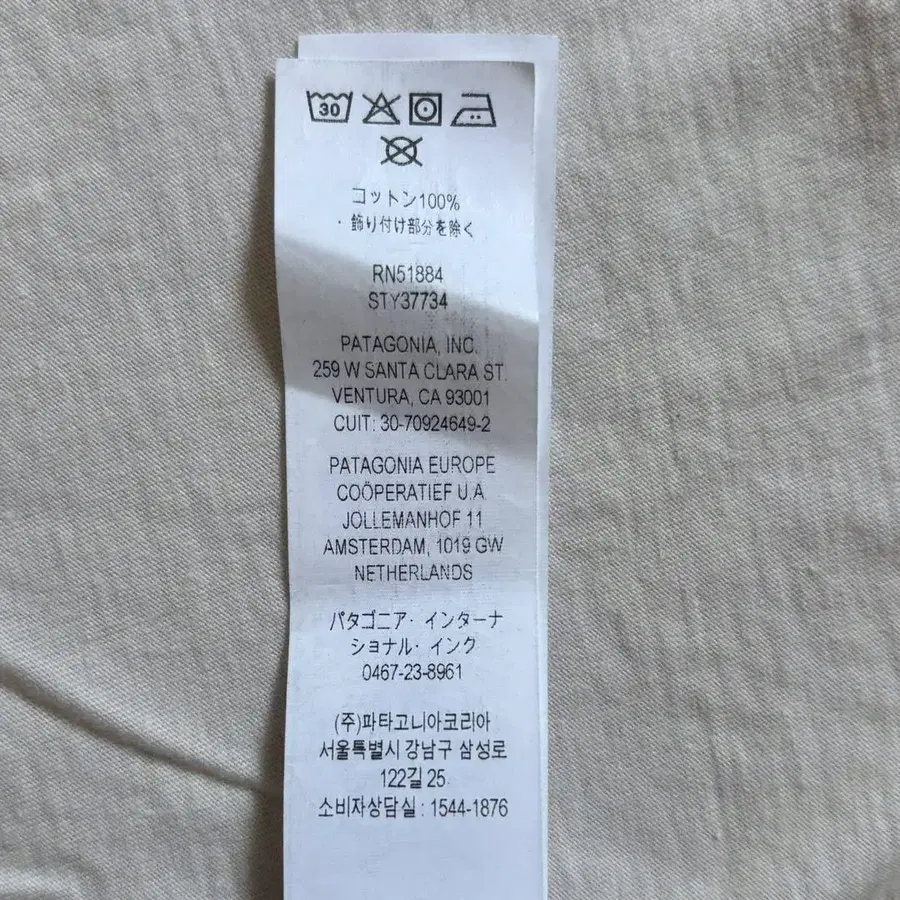 30
コットン100%
・飾り付け部分を除く
RN51884
STY37734
PATAGONIA, INC.
259 W SANTA CLARA ST.
VENTURA, CA 93001
CUIT: 30-70924649-2
PATAGONIA EUROPE
COÖPERATIEF U.A.
JOLLEMANHOF 11
AMSTERDAM, 1019 GW
NETHERLANDS
パタゴニア・インターナ
ショナル・インク
0467-23-8961
(주)파타고니아코리아
서울특별시 강남구 삼성로
122길 25
소비자상담실 : 1544-1876